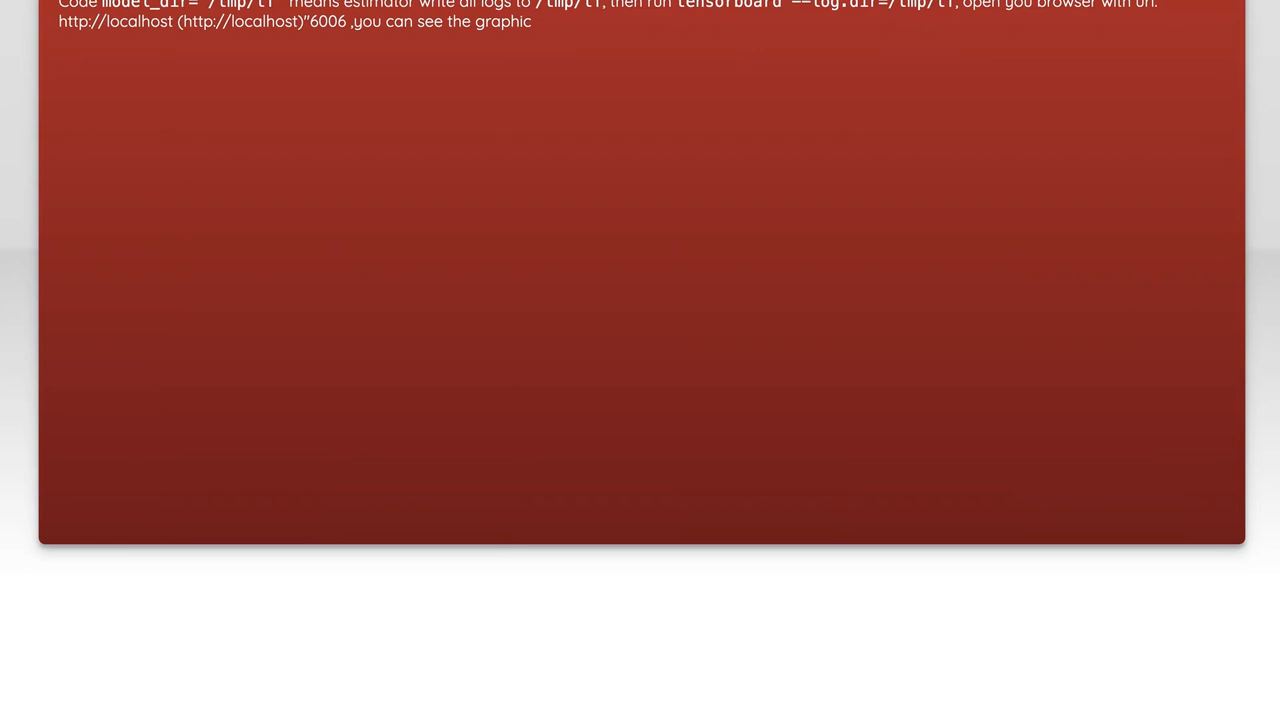 Code model_dir="/tmp/tf" means estimator write all logs to /tmp/tf, then run tensorboard --log.dir=/tmp/tf, open you browser with url:
http://localhost (http://localhost)"6006 ,you can see the graphic